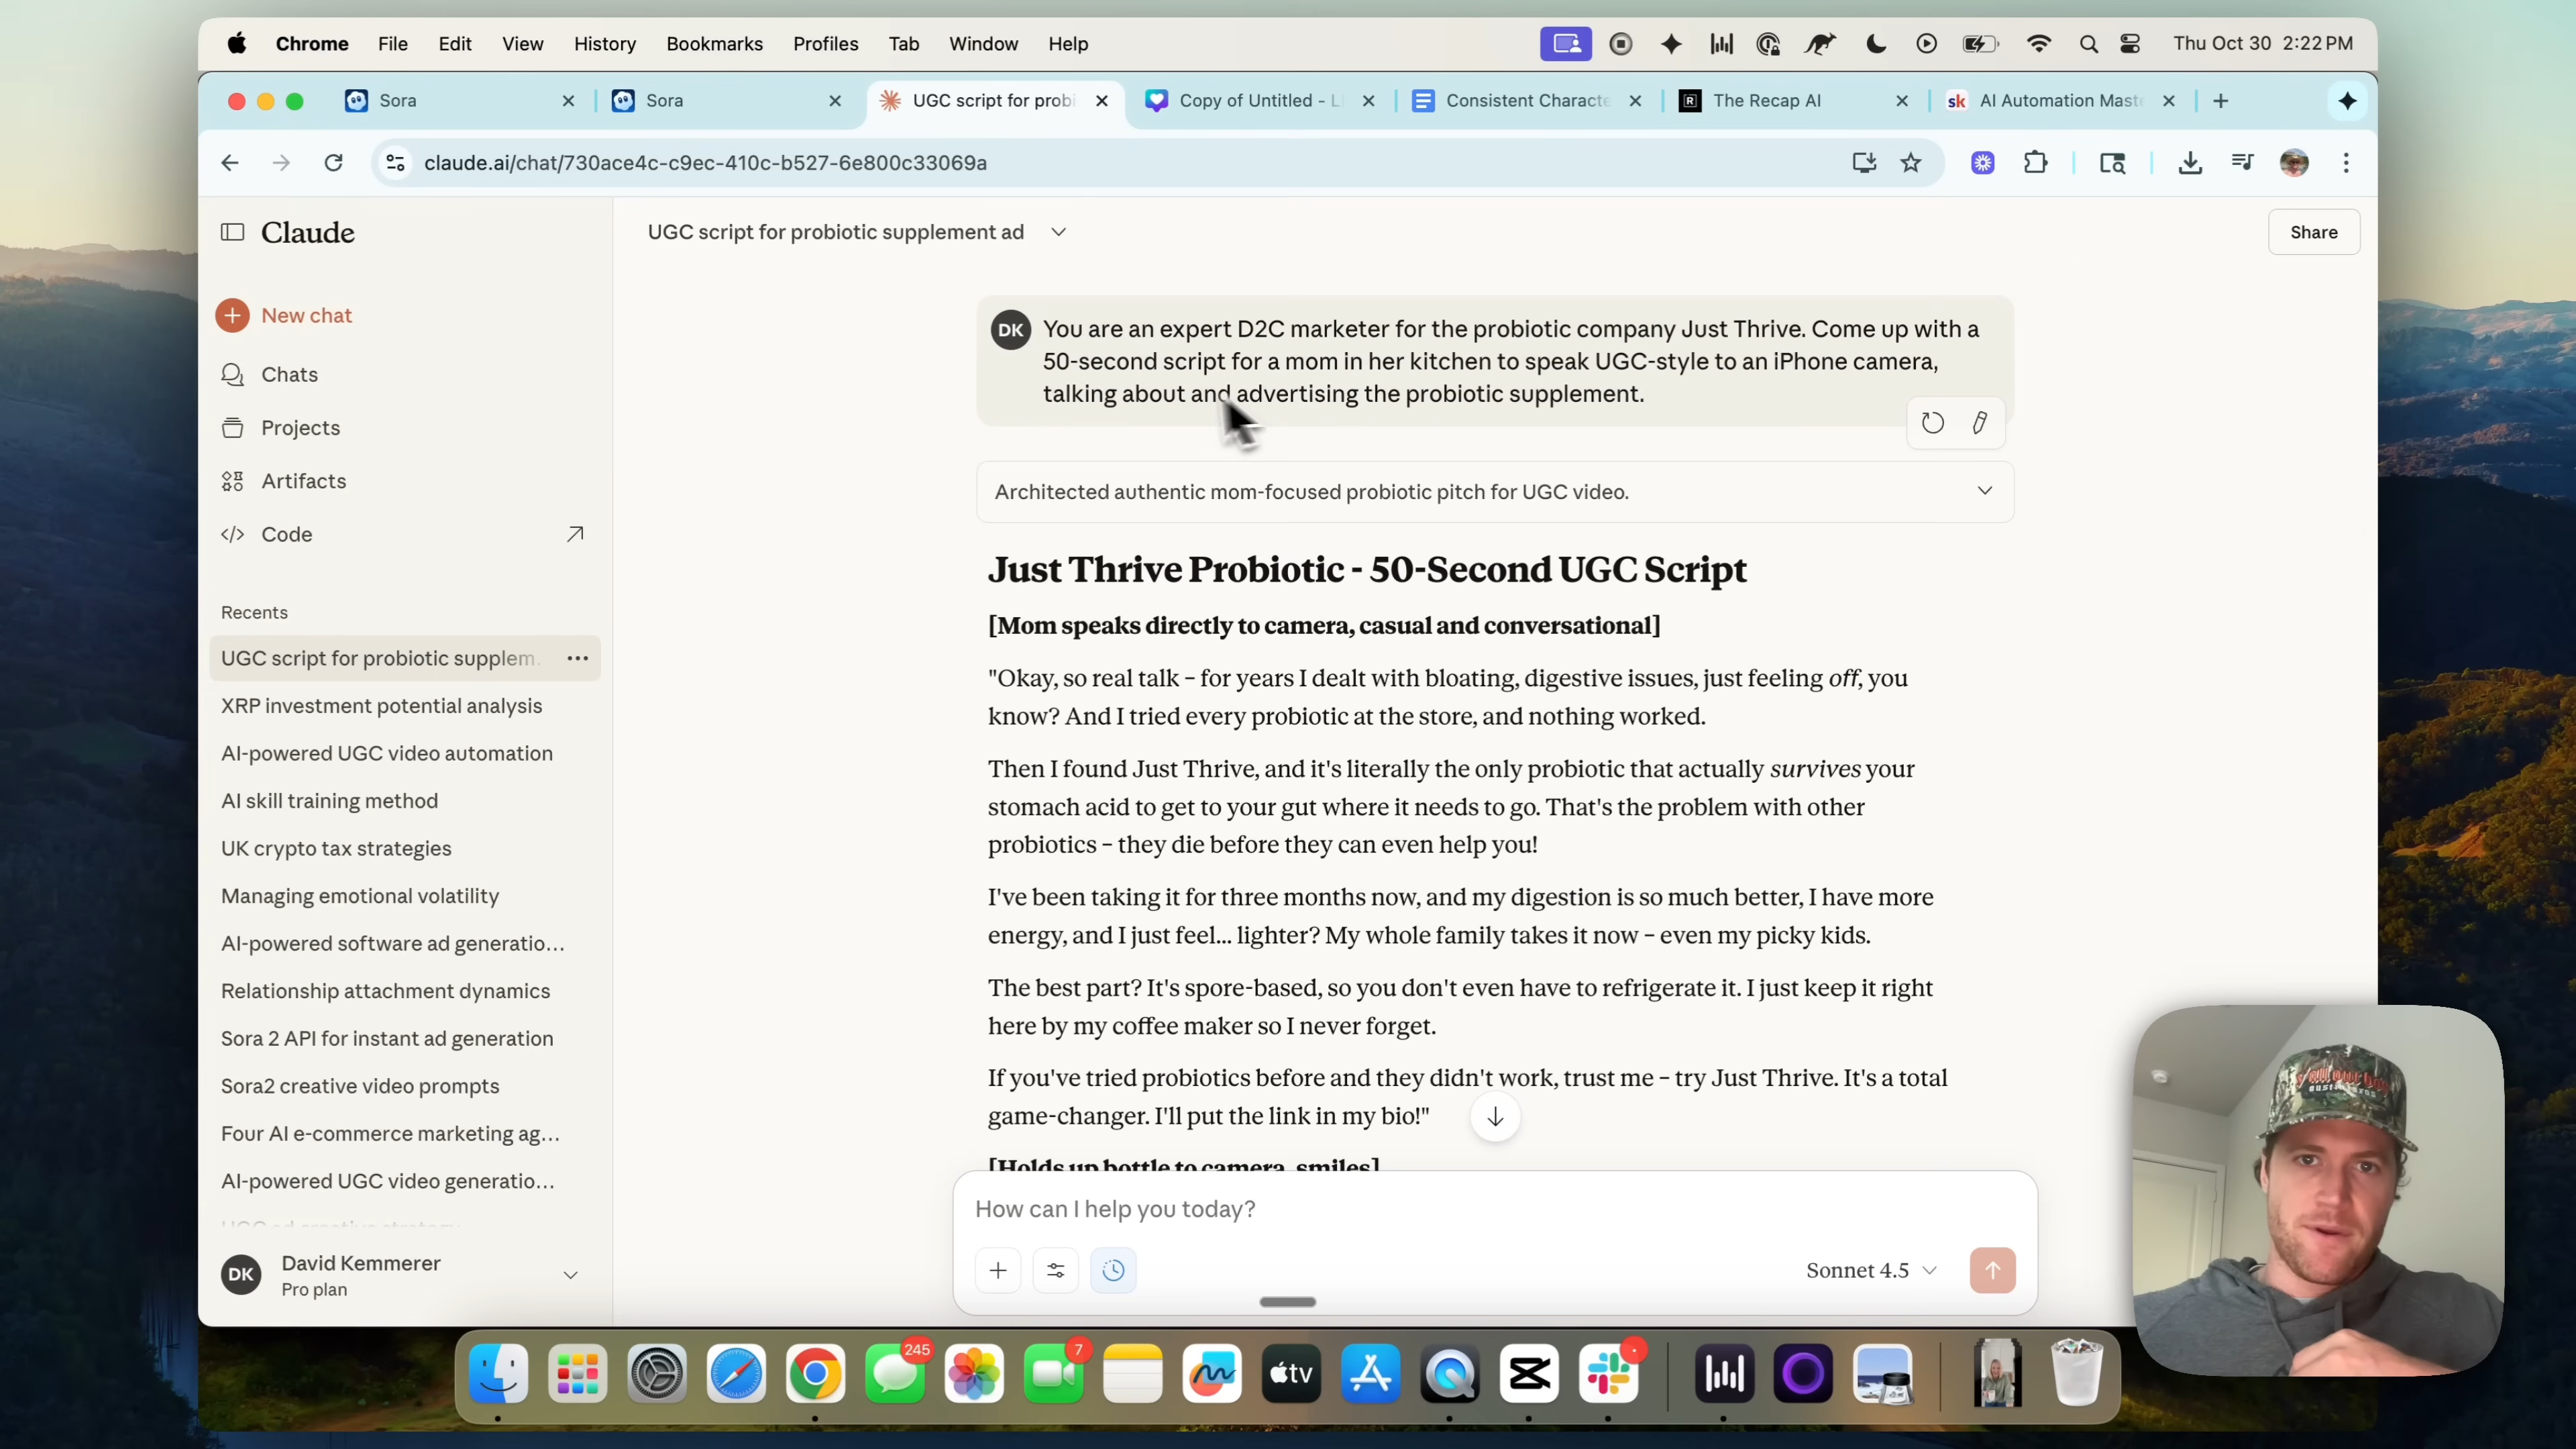 Chrome File Edit View History Bookmarks Profiles Tab Window Help
Thu Oct 30 2:22 PM
Sora
Sora
UGC script for probi
Copy of Untitled - L
Consistent Characte
The Recap AI
sk AI Automation Maste
claude.ai/chat/730ace4c-c9ec-410c-b527-6e800c33069a
Claude
New chat
Chats
Projects
Artifacts
Code
Recents
UGC script for probiotic supplem
XRP investment potential analysis
AI-powered UGC video automation
AI skill training method
UK crypto tax strategies
Managing emotional volatility
AI-powered software ad generatio...
Relationship attachment dynamics
Sora 2 API for instant ad generation
Sora2 creative video prompts
Four AI e-commerce marketing ag...
AI-powered UGC video generatio...
DK David Kemmerer
Pro plan
UGC script for probiotic supplement ad
Share
DK You are an expert D2C marketer for the probiotic company Just Thrive. Come up with a
50-second script for a mom in her kitchen to speak UGC-style to an iPhone camera,
talking about and advertising the probiotic supplement.
Architected authentic mom-focused probiotic pitch for UGC video.
Just Thrive Probiotic - 50-Second UGC Script
[Mom speaks directly to camera, casual and conversational]
"Okay, so real talk – for years I dealt with bloating, digestive issues, just feeling off, you
know? And I tried every probiotic at the store, and nothing worked.
Then I found Just Thrive, and it's literally the only probiotic that actually survives your
stomach acid to get to your gut where it needs to go. That's the problem with other
probiotics – they die before they can even help you!
I've been taking it for three months now, and my digestion is so much better, I have more
energy, and I just feel... lighter? My whole family takes it now – even my picky kids.
The best part? It's spore-based, so you don't even have to refrigerate it. I just keep it right
here by my coffee maker so I never forget.
If you've tried probiotics before and they didn't work, trust me – try Just Thrive. It's a total
game-changer. I'll put the link in my bio!"
[Holds up bottle to camera, smiles]
How can I help you today?
Sonnet 4.5
245
7
tv